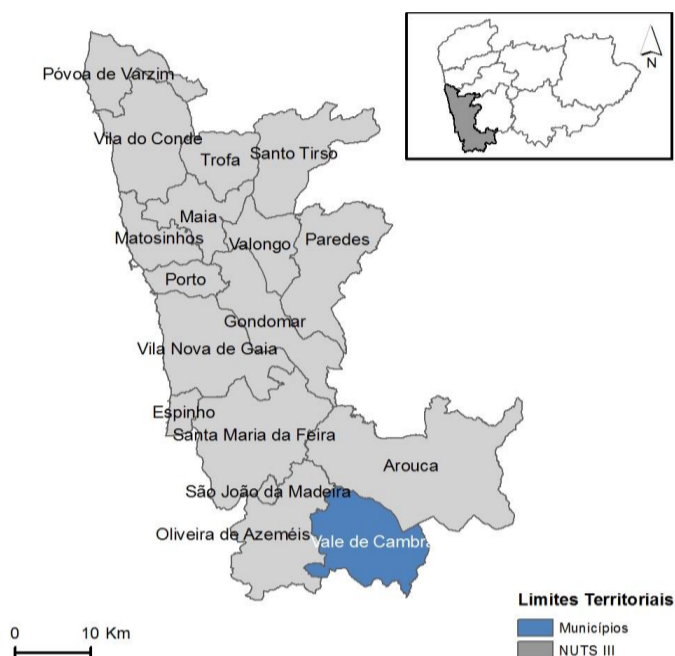 N
Póvoa de Varzim
Vila do Conde
Trofa
Santo Tirso
Maia
Matosinhos
Valongo
Paredes
Porto
Gondomar
Vila Nova de Gaia
Espinho
Santa Maria da Feira
Arouca
São João da Madeira
Oliveira de Azeméis
Vale de Cambra
Limites Territoriais
Municípios
NUTS III
0 10 Km